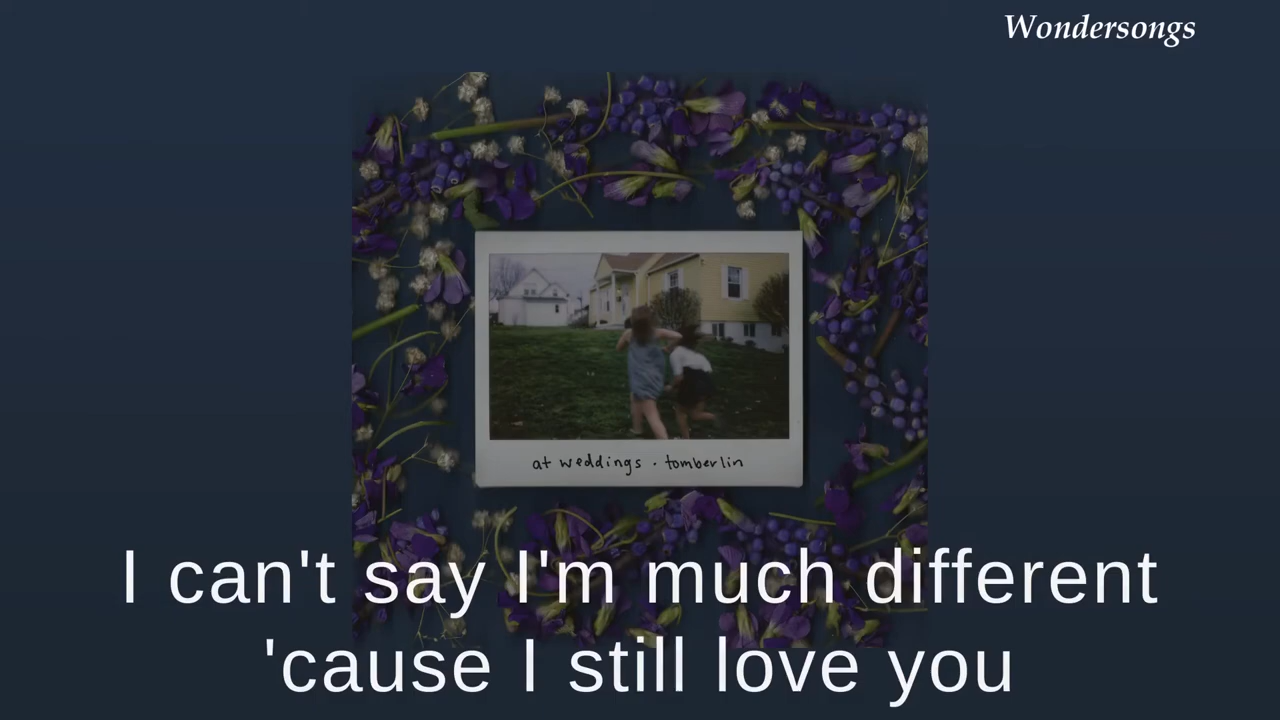 Wondersongs
at weddings · tomberlin
I can't say I'm much different
'cause I still love you